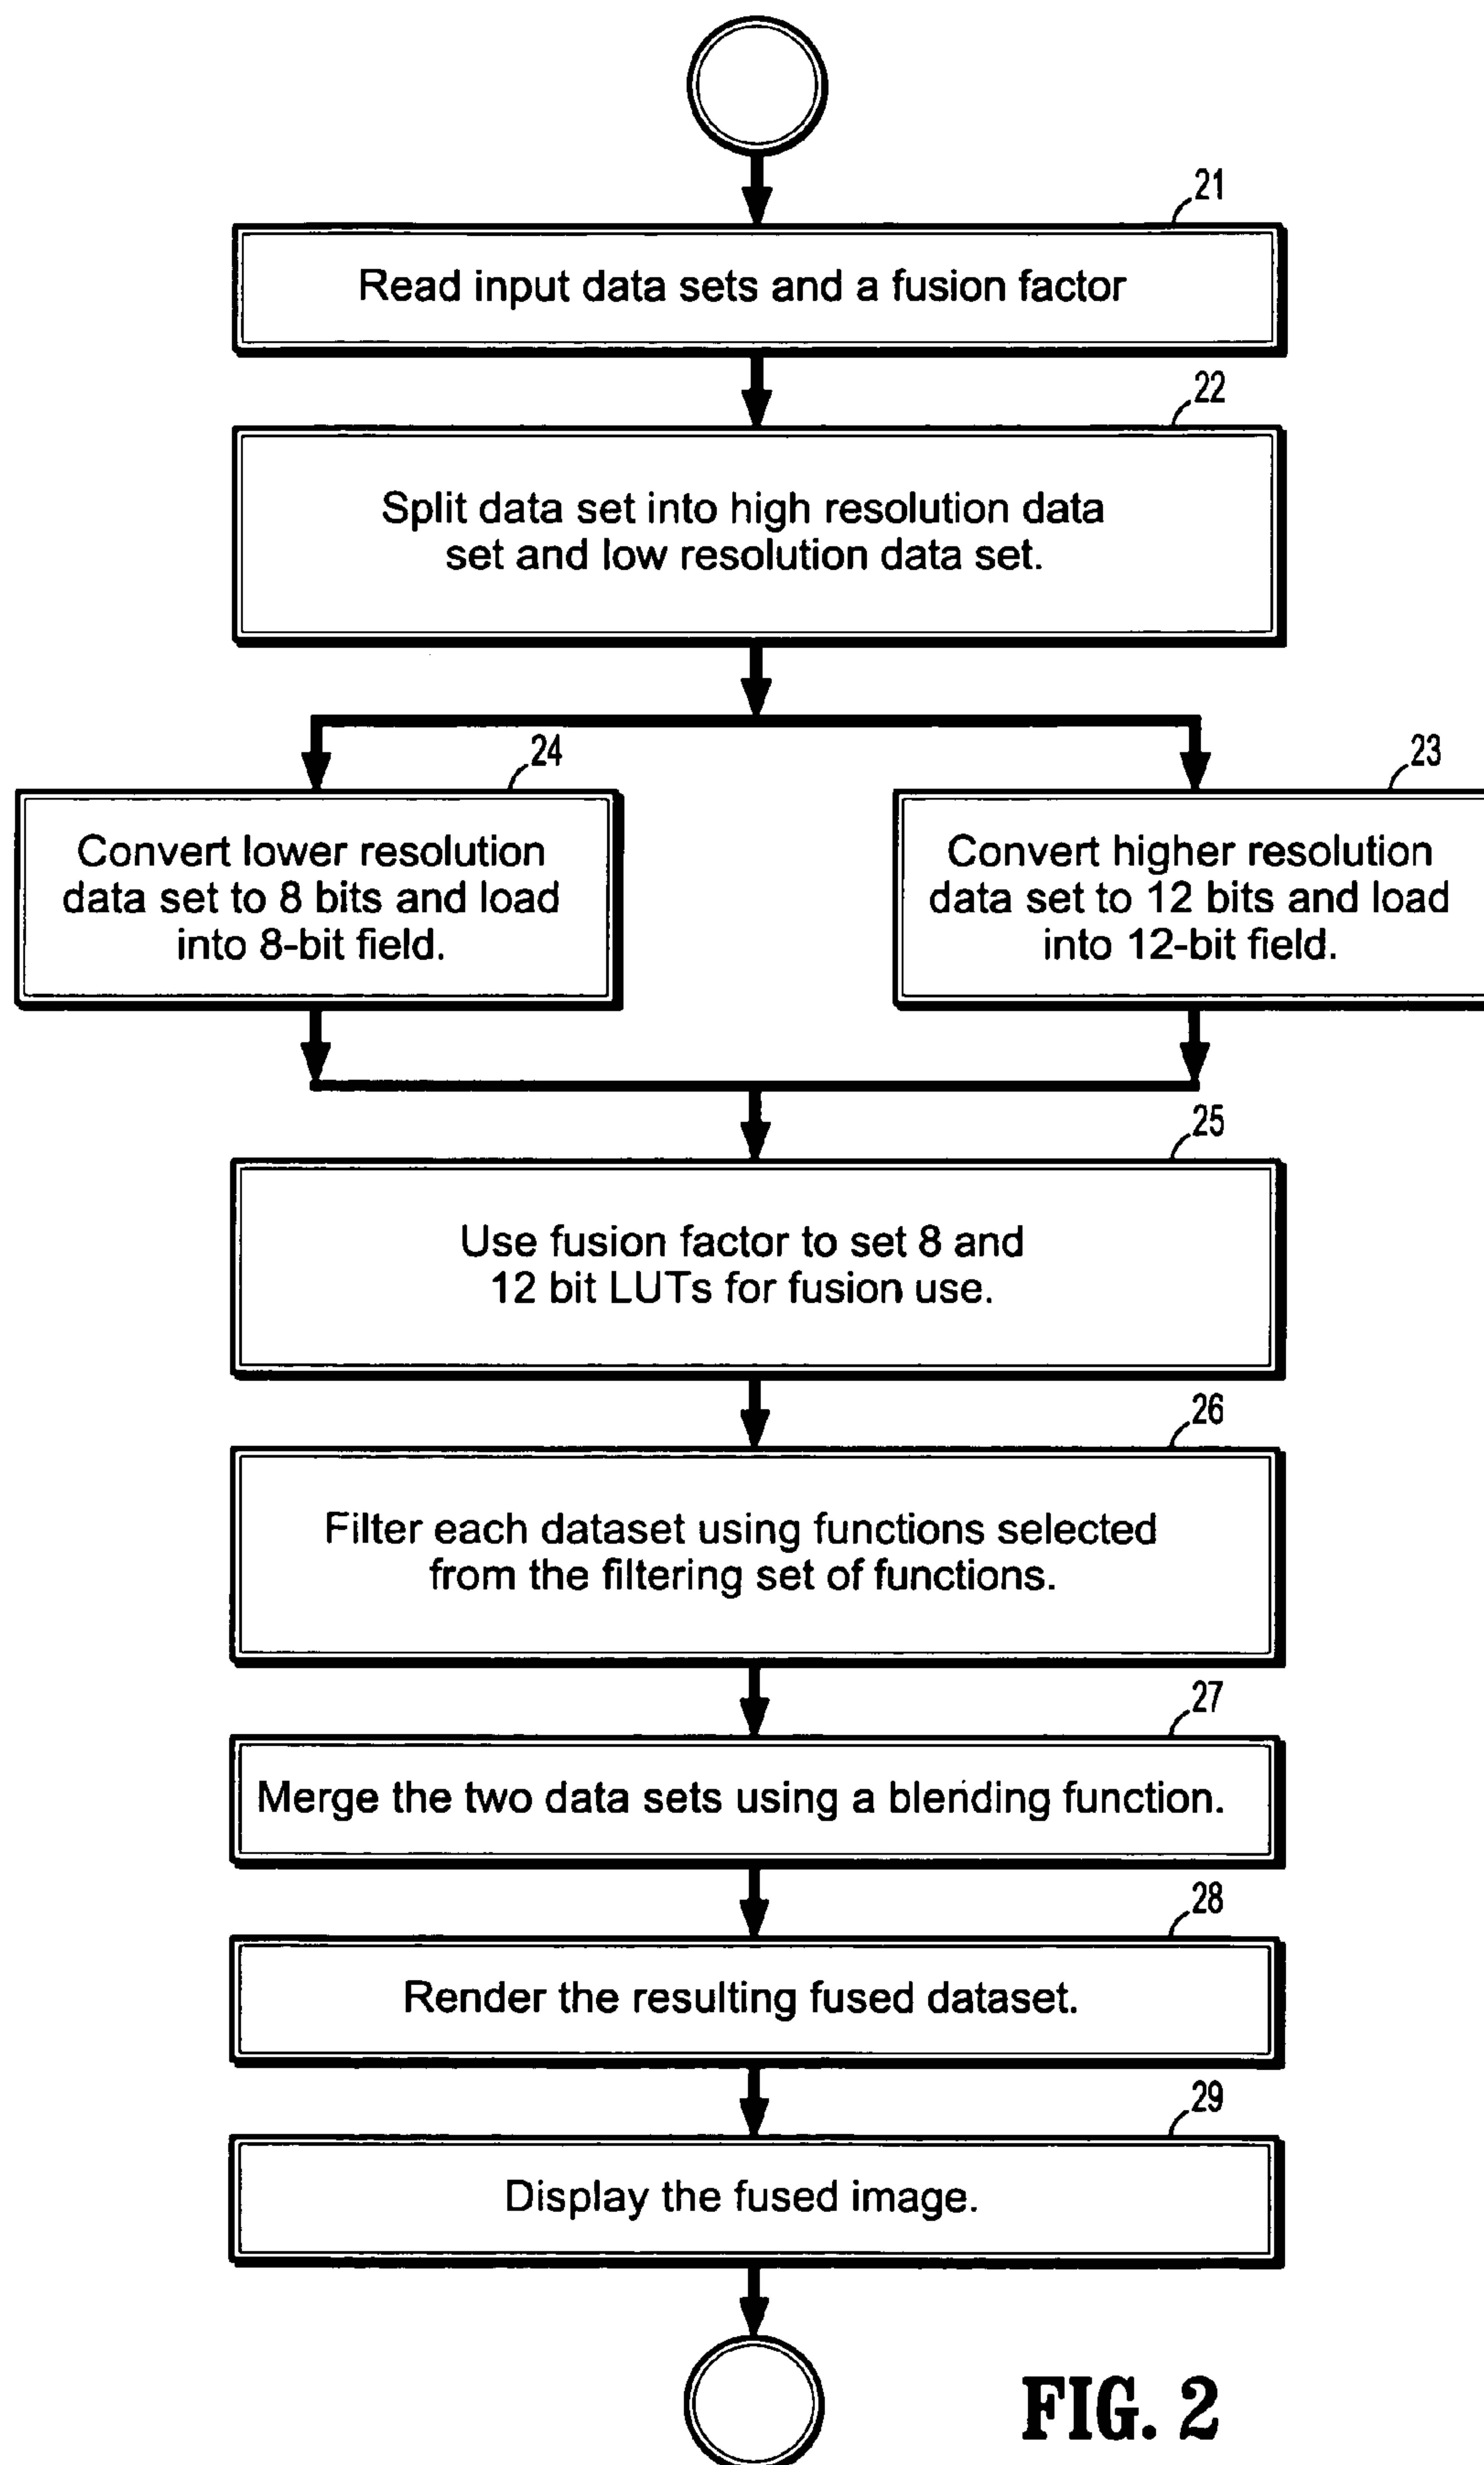 21
Read input data sets and a fusion factor
22
Split data set into high resolution data
set and low resolution data set.
24
Convert lower resolution
data set to 8 bits and load
into 8-bit field.
23
Convert higher resolution
data set to 12 bits and load
into 12-bit field.
25
Use fusion factor to set 8 and
12 bit LUTs for fusion use.
26
Filter each dataset using functions selected
from the filtering set of functions.
27
Merge the two data sets using a blending function.
28
Render the resulting fused dataset.
29
Display the fused image.
FIG. 2